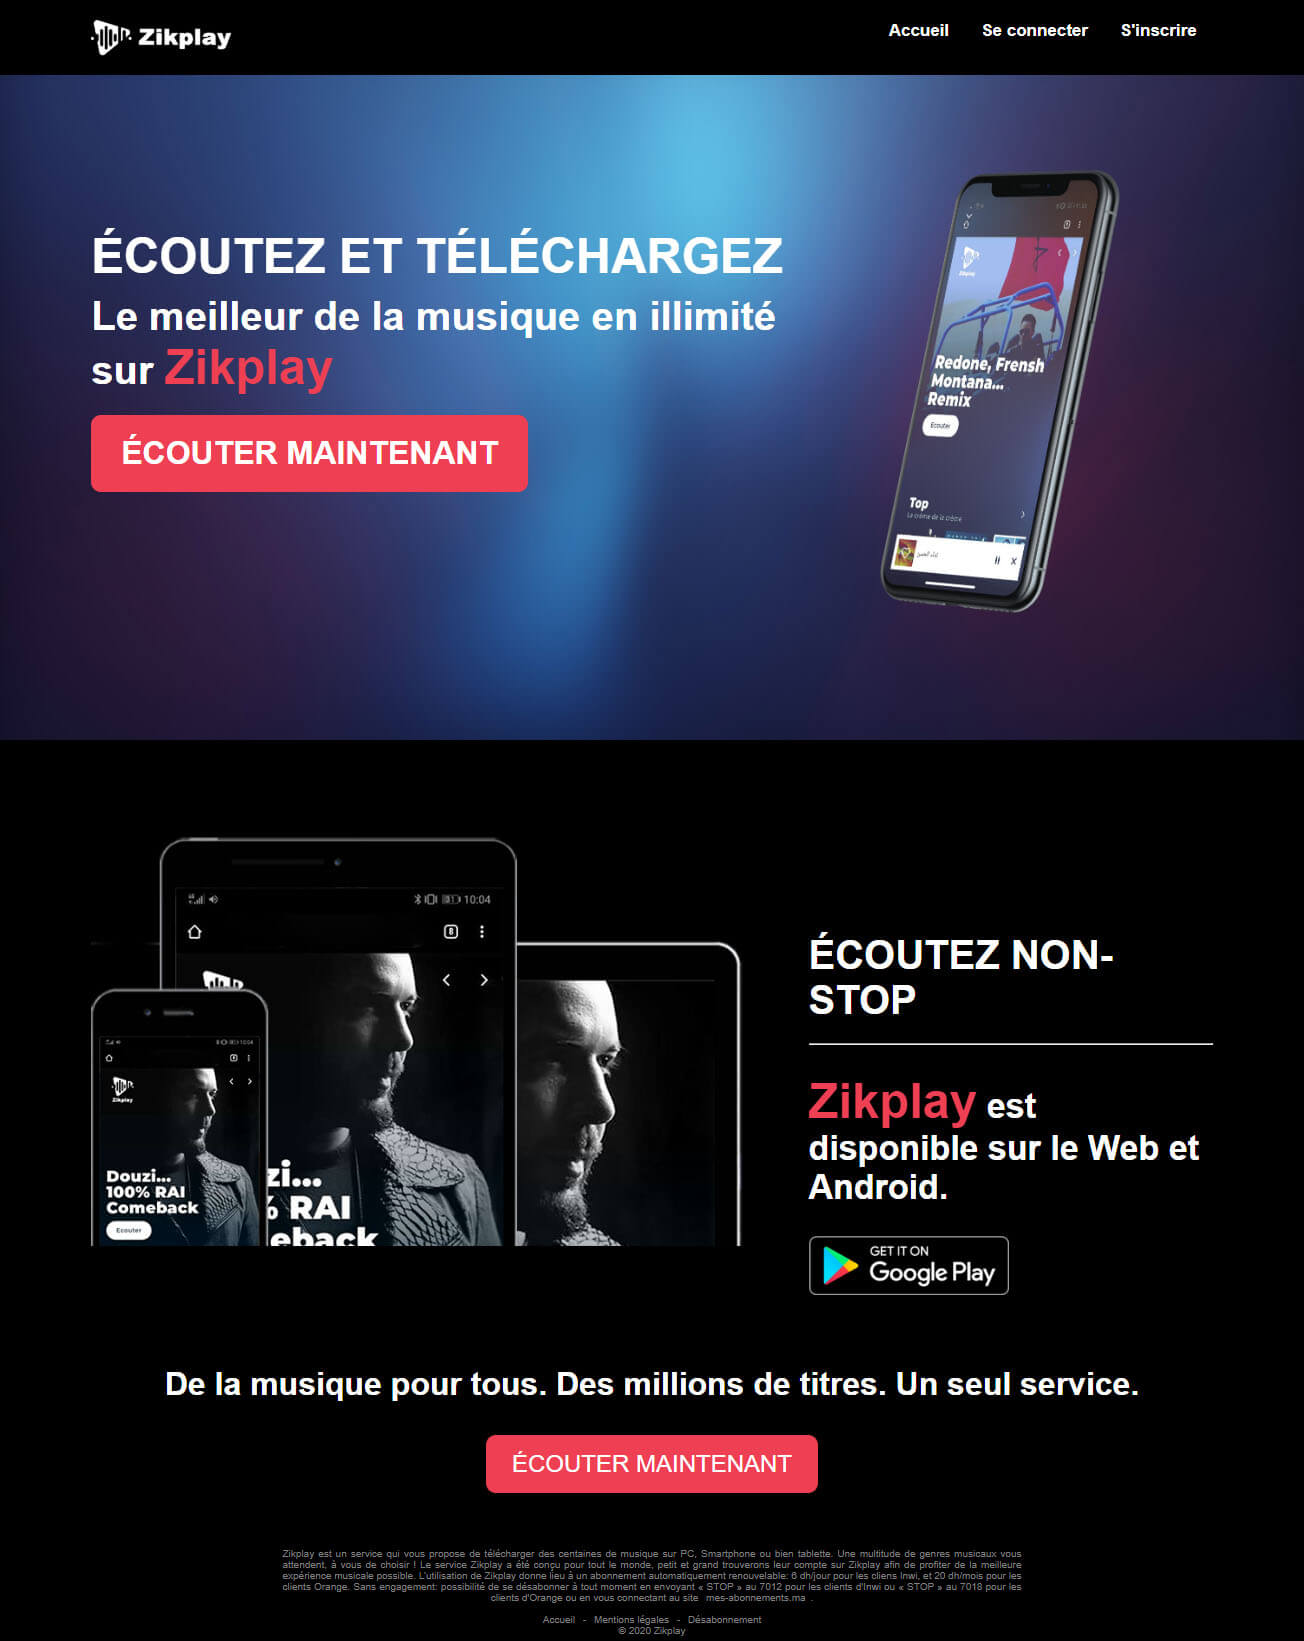 Zikplay
Accueil Se connecter S'inscrire
ÉCOUTEZ ET TÉLÉCHARGEZ
Le meilleur de la musique en illimité
sur Zikplay
ÉCOUTER MAINTENANT
Zikplay
Redone, Frensh
Montana...
Remix
Ecouter
Top
La crème de la crème
10:04
8
zi...
% RAI
eback
10:04
Zikplay
Douzi...
100% RAI
Comeback
Ecouter
ÉCOUTEZ NON-
STOP
Zikplay est
disponible sur le Web et
Android.
GET IT ON
Google Play
De la musique pour tous. Des millions de titres. Un seul service.
ÉCOUTER MAINTENANT
Zikplay est un service qui vous propose de télécharger des centaines de musique sur PC, Smartphone ou bien tablette. Une multitude de genres musicaux vous
attendent, à vous de choisir ! Le service Zikplay a été conçu pour tout le monde, petit et grand trouverons leur compte sur Zikplay afin de profiter de la meilleure
expérience musicale possible. L'utilisation de Zikplay donne lieu à un abonnement automatiquement renouvelable: 6 dh/jour pour les cliens Inwi, et 20 dh/mois pour les
clients Orange. Sans engagement: possibilité de se désabonner à tout moment en envoyant « STOP » au 7012 pour les clients d'Inwi ou « STOP » au 7018 pour les
clients d'Orange ou en vous connectant au site mes-abonnements.ma .
Accueil - Mentions légales - Désabonnement
© 2020 Zikplay